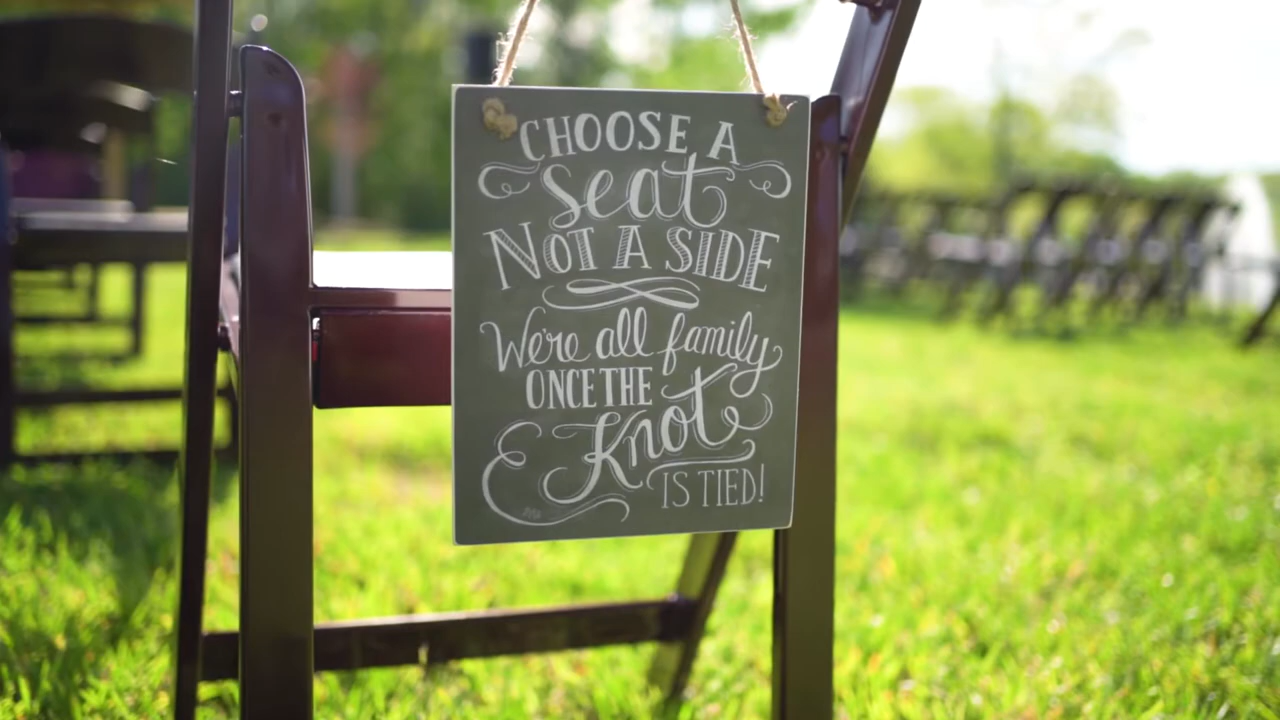 CHOOSE A
seat
NOT A SIDE
We're all family
ONCE THE
Knot
IS TIED!